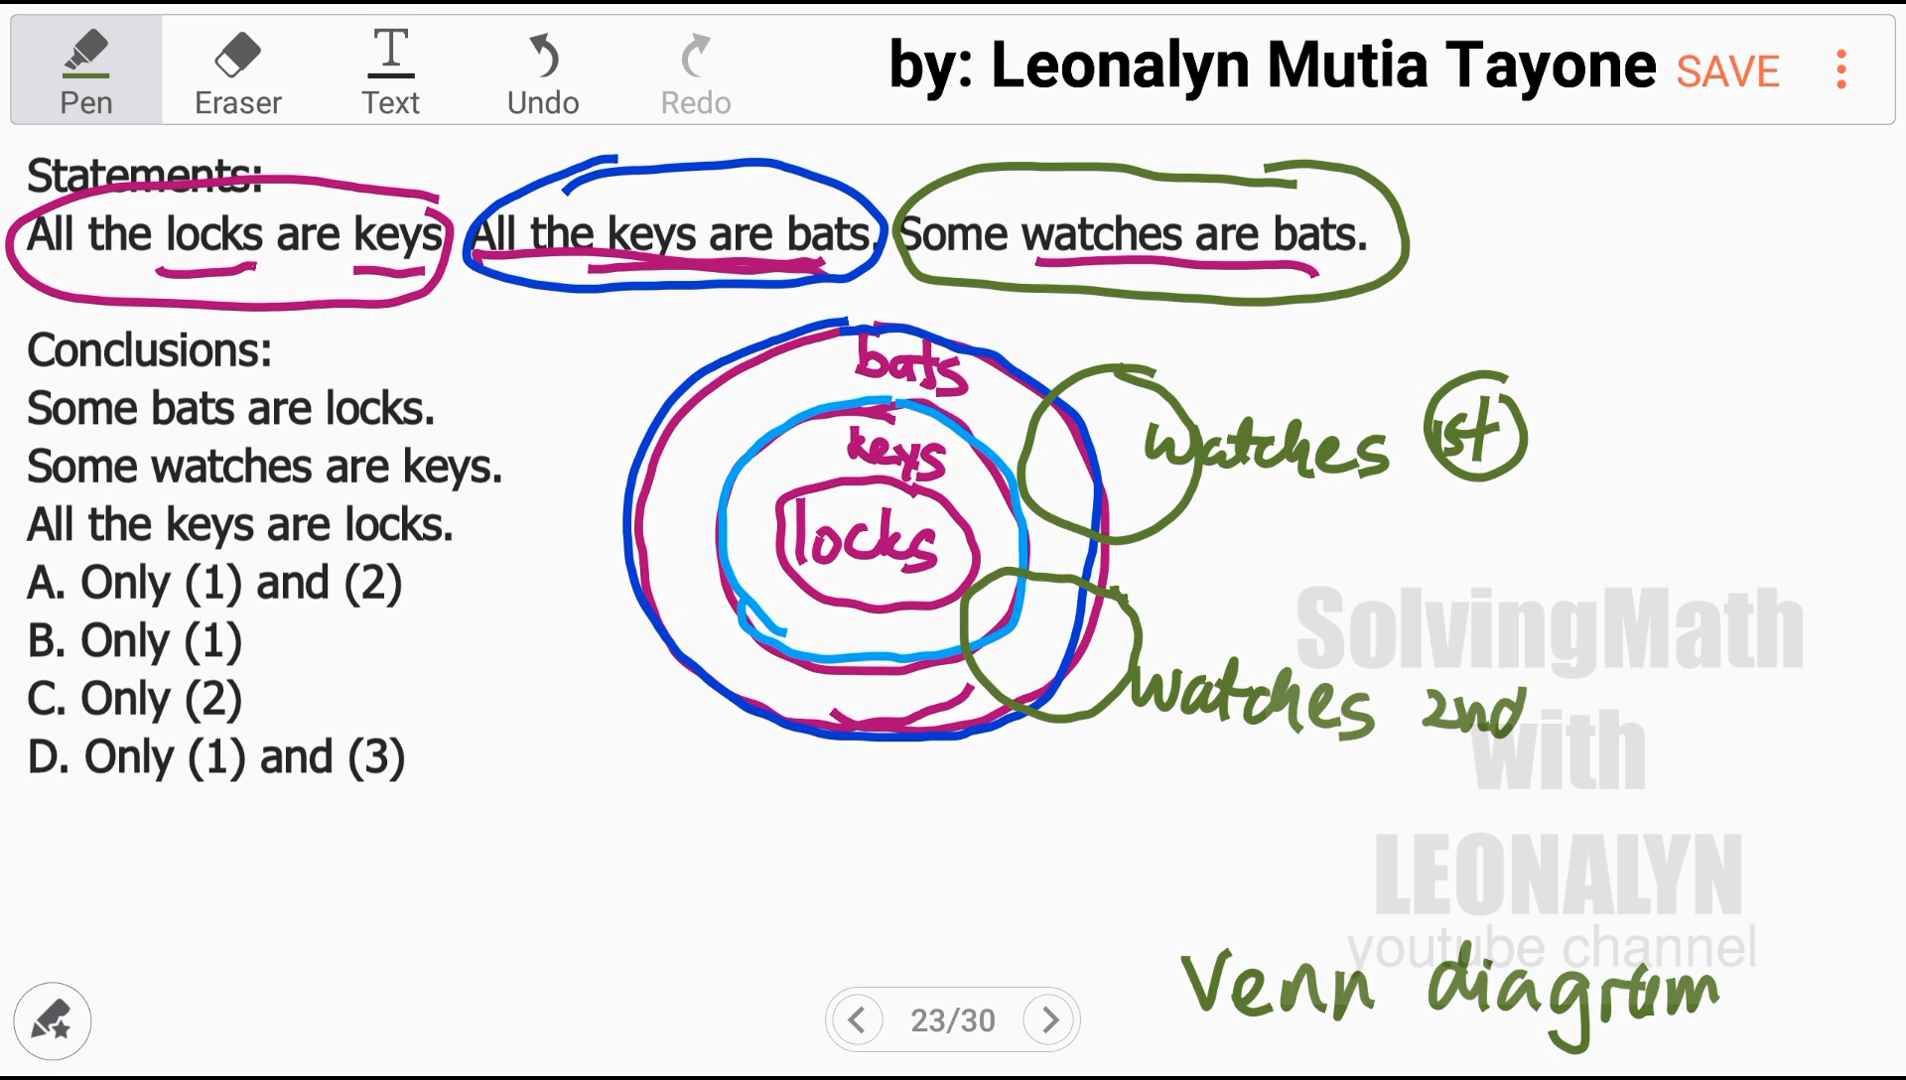 Pen
Eraser
Text
Undo
Redo
by: Leonalyn Mutia Tayone
SAVE
Statements:
All the locks are keys. All the keys are bats. Some watches are bats.
Conclusions:
Some bats are locks.
Some watches are keys.
All the keys are locks.
A. Only (1) and (2)
B. Only (1)
C. Only (2)
D. Only (1) and (3)
bats
keys
locks
watches 1st
watches 2nd
SolvingMath
with
LEONALYN
youtube channel
Venn diagram
23/30